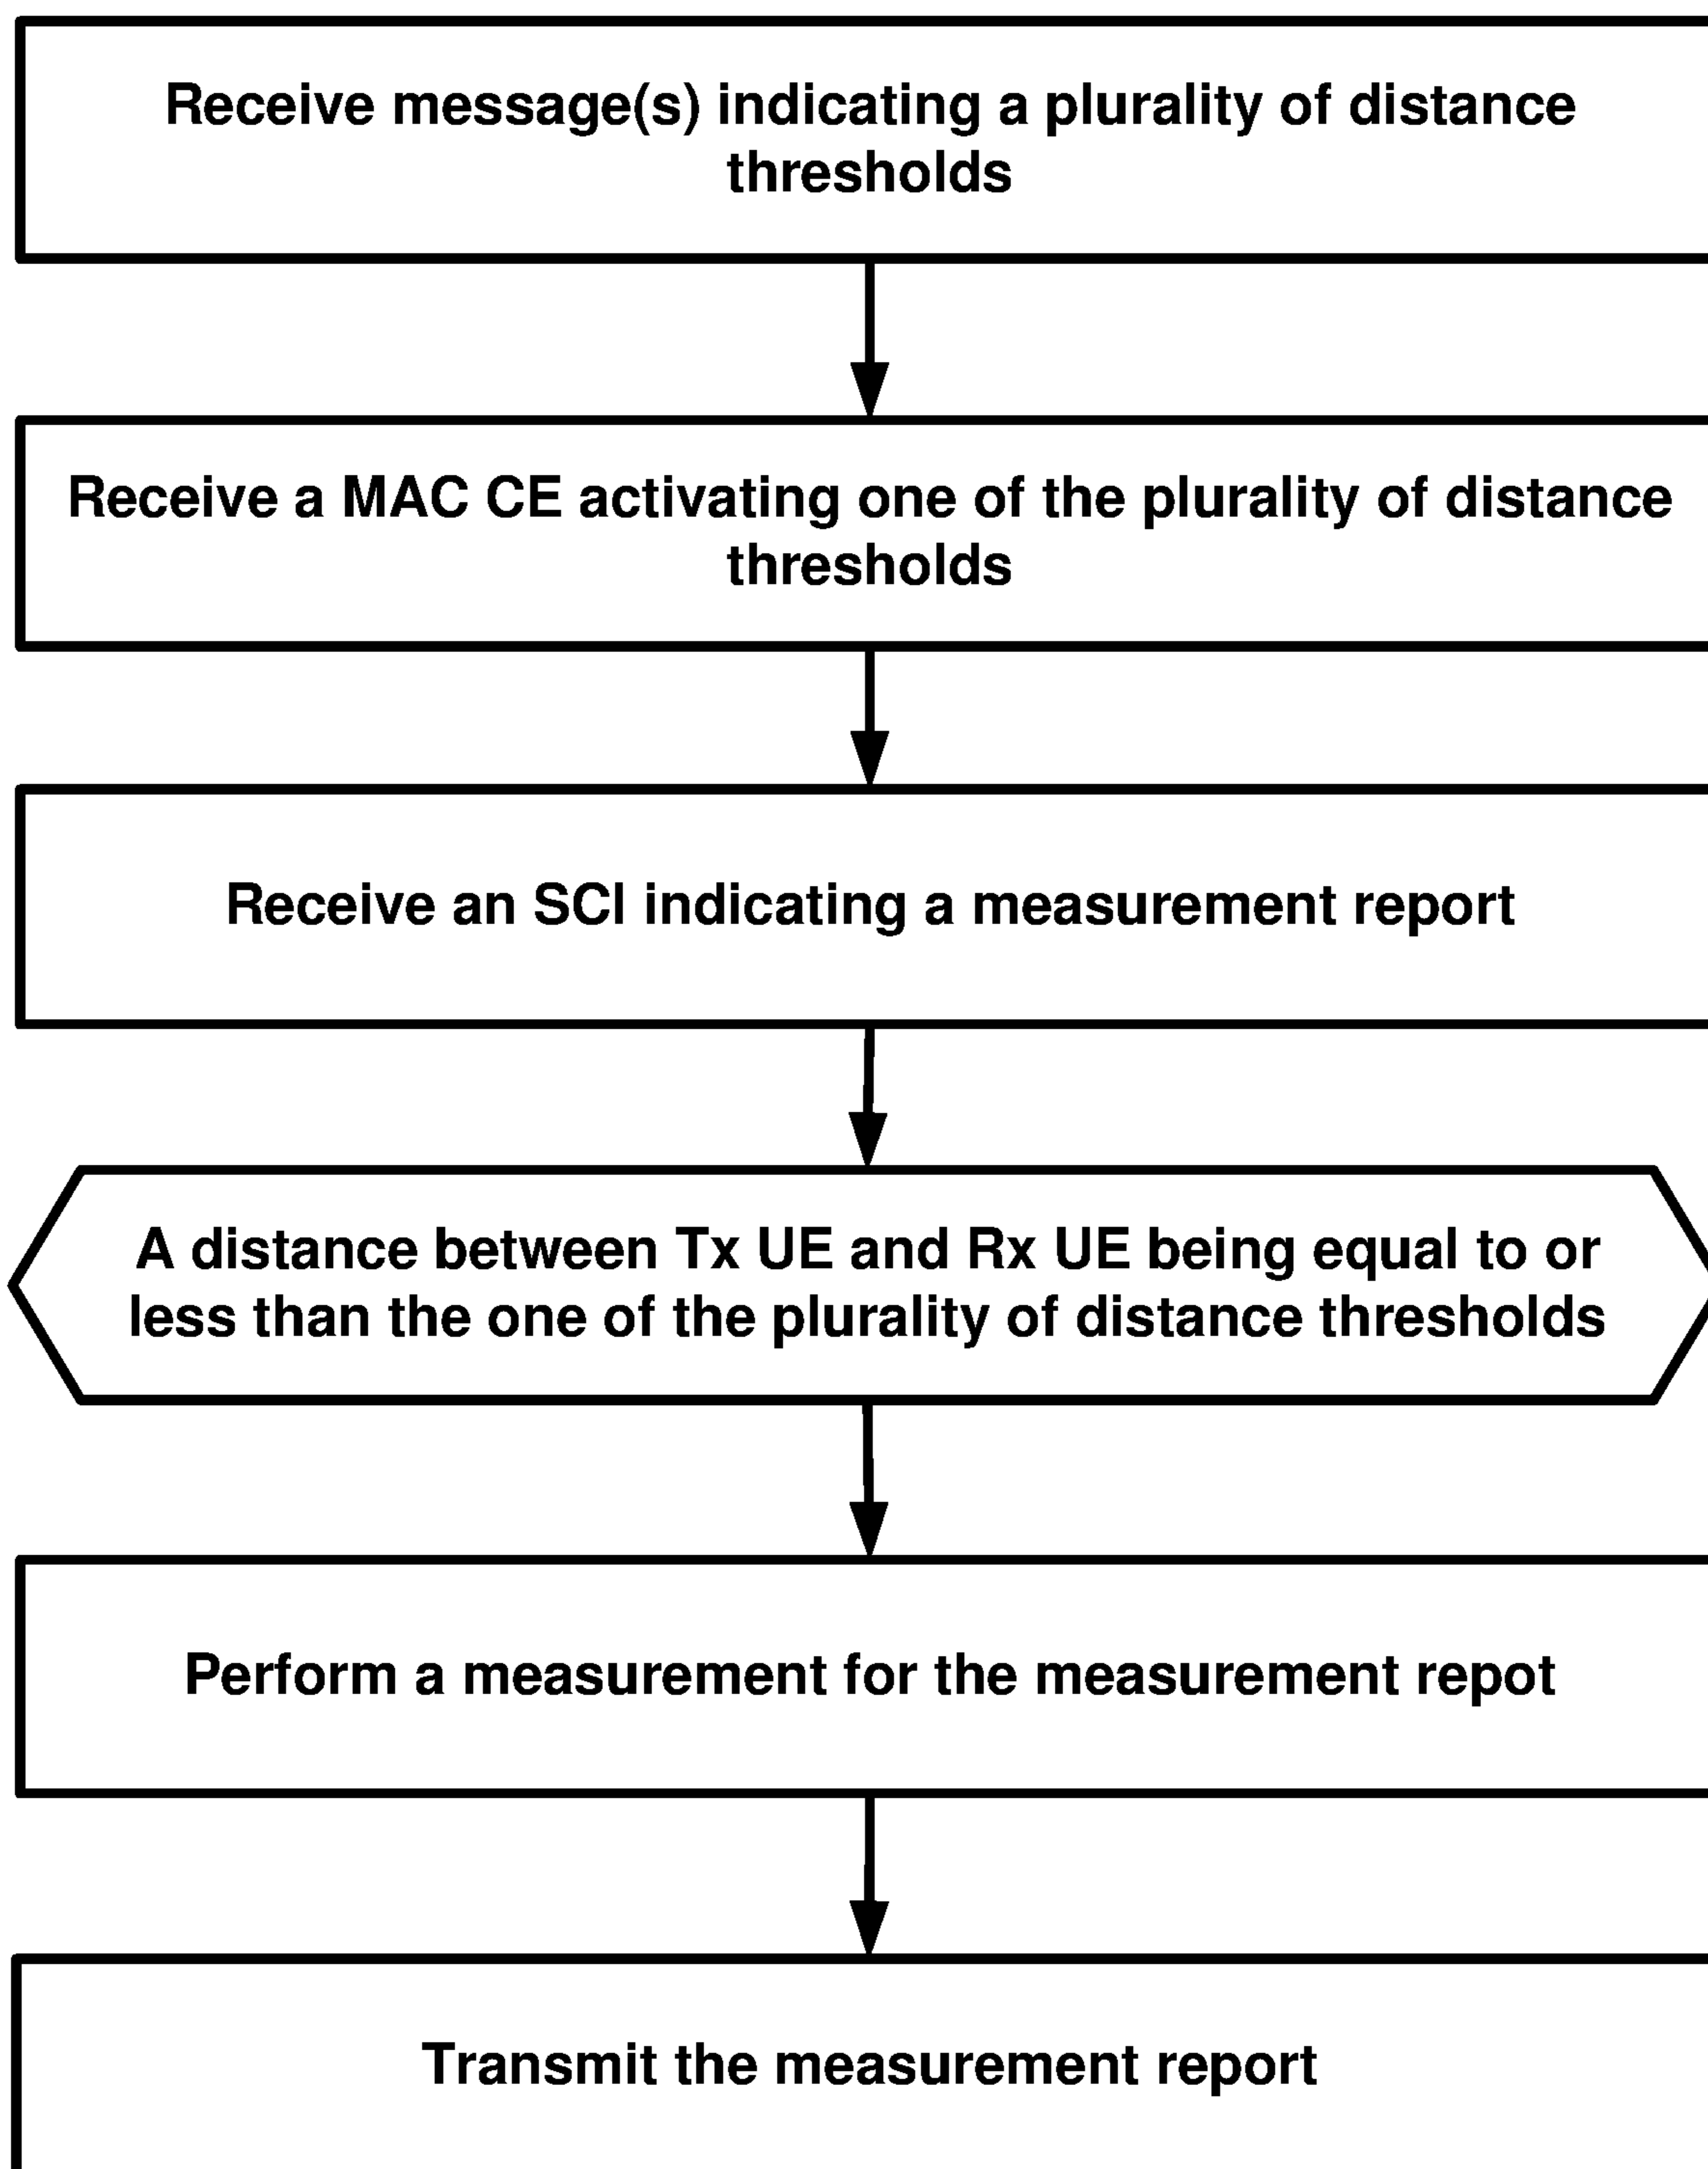 Receive message(s) indicating a plurality of distance
thresholds
Receive a MAC CE activating one of the plurality of distance
thresholds
Receive an SCI indicating a measurement report
A distance between Tx UE and Rx UE being equal to or
less than the one of the plurality of distance thresholds
Perform a measurement for the measurement repot
Transmit the measurement report